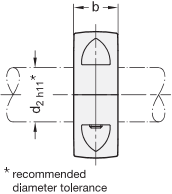 b
d2 h11*
* recommended
diameter tolerance